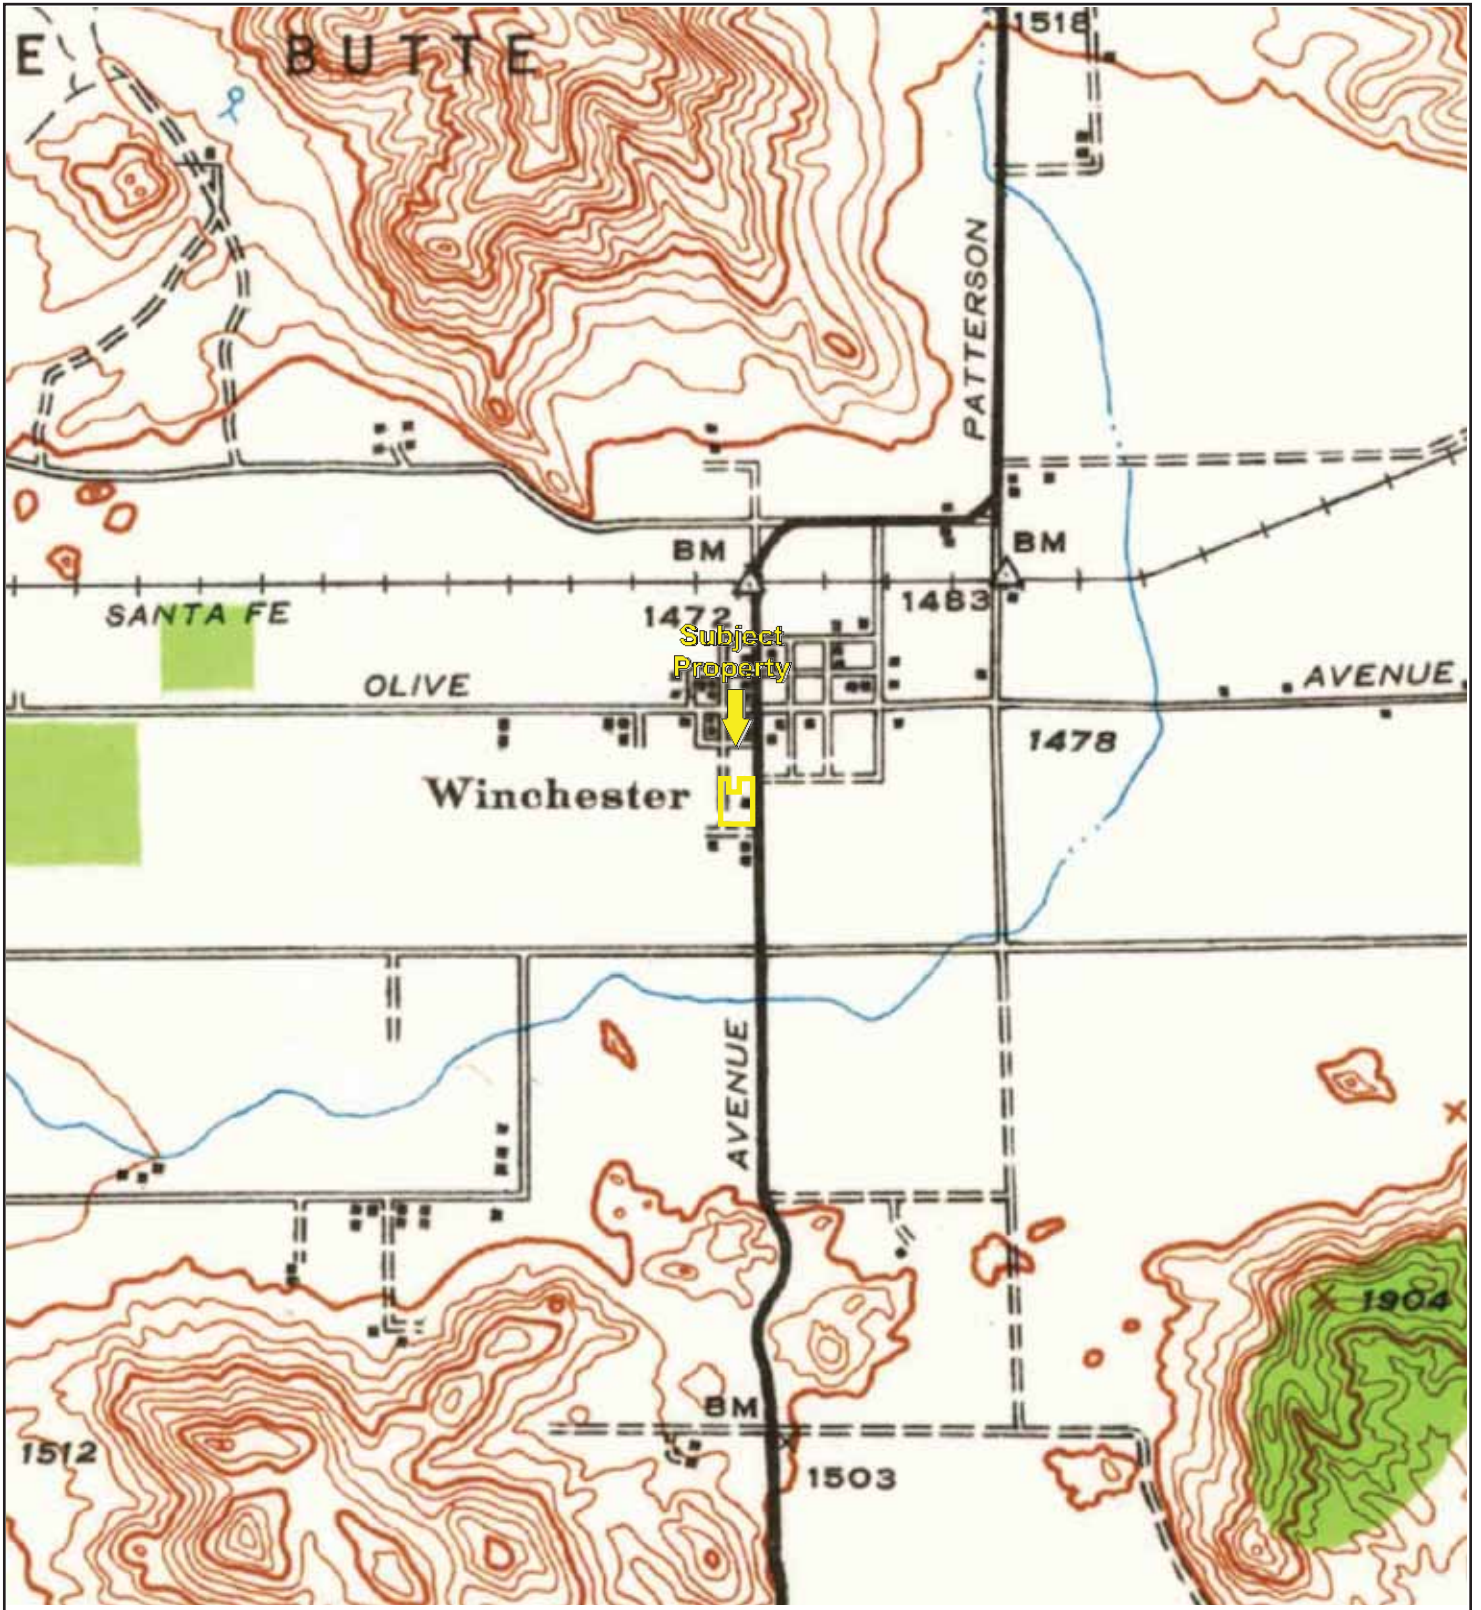 1518
E BUTTE
PATTERSON
BM
BM
SANTA FE
1472
1483
Subject
Property
OLIVE
AVENUE
1478
Winchester
AVENUE
1904
BM
1512
1503